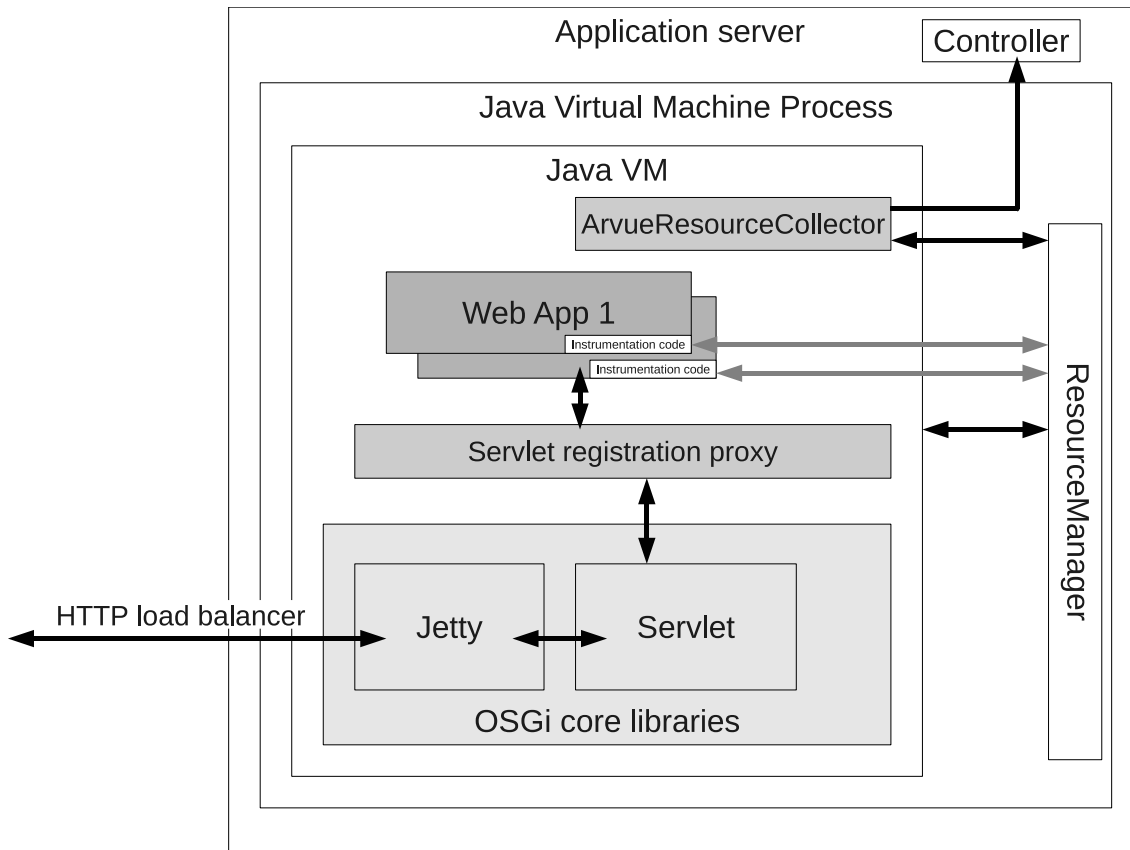 Application server
Controller
Java Virtual Machine Process
Java VM
ArvueResourceCollector
Web App 1
Instrumentation code
Instrumentation code
ResourceManager
Servlet registration proxy
HTTP load balancer
Jetty
Servlet
OSGi core libraries